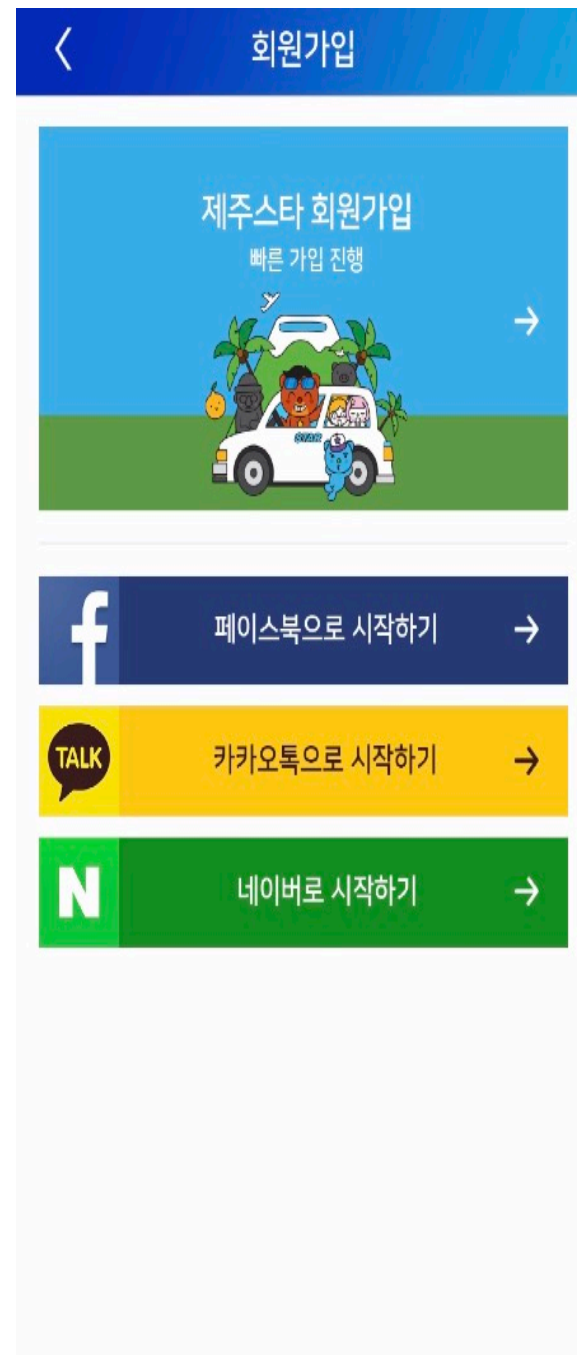 회원가입
제주스타 회원가입
빠른 가입 진행
STAR
페이스북으로 시작하기
TALK
카카오톡으로 시작하기
N
네이버로 시작하기